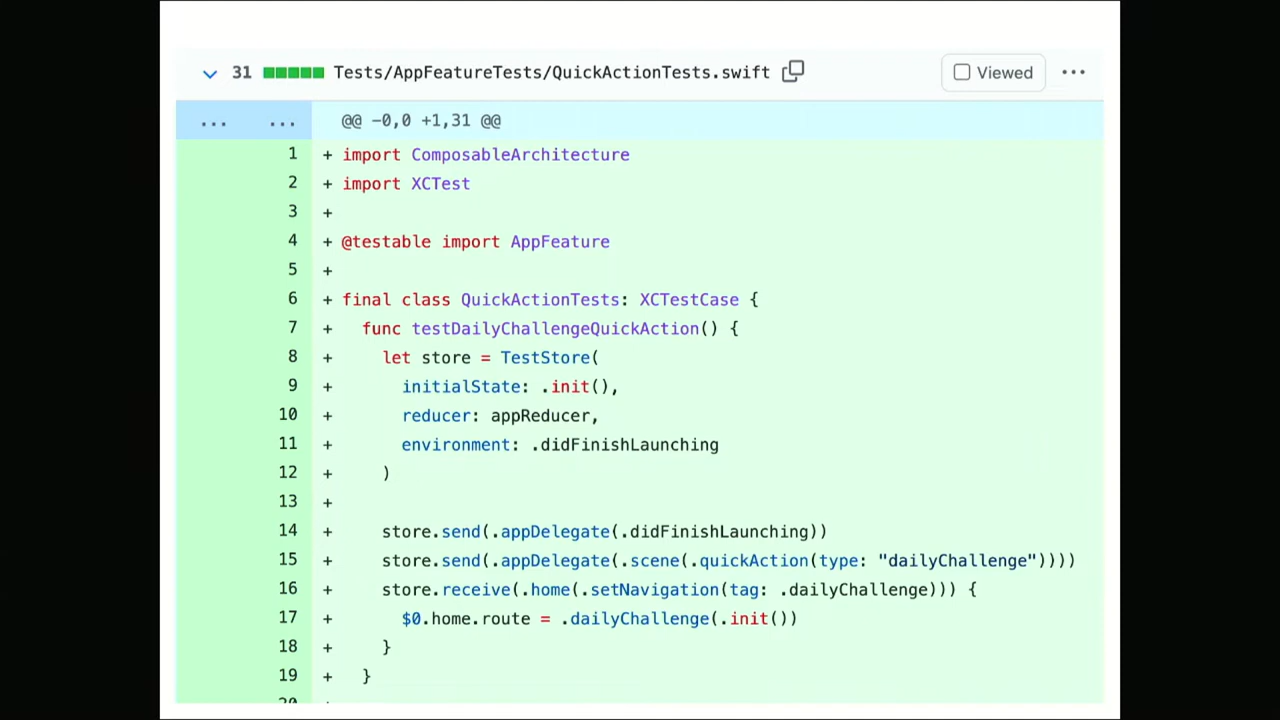 31 Tests/AppFeatureTests/QuickActionTests.swift Viewed ...
... ... @@ -0,0 +1,31 @@
1 + import ComposableArchitecture
2 + import XCTest
3 +
4 + @testable import AppFeature
5 +
6 + final class QuickActionTests: XCTestCase {
7 + func testDailyChallengeQuickAction() {
8 + let store = TestStore(
9 + initialState: .init(),
10 + reducer: appReducer,
11 + environment: .didFinishLaunching
12 + )
13 +
14 + store.send(.appDelegate(.didFinishLaunching))
15 + store.send(.appDelegate(.scene(.quickAction(type: "dailyChallenge"))))
16 + store.receive(.home(.setNavigation(tag: .dailyChallenge))) {
17 + $0.home.route = .dailyChallenge(.init())
18 + }
19 + }